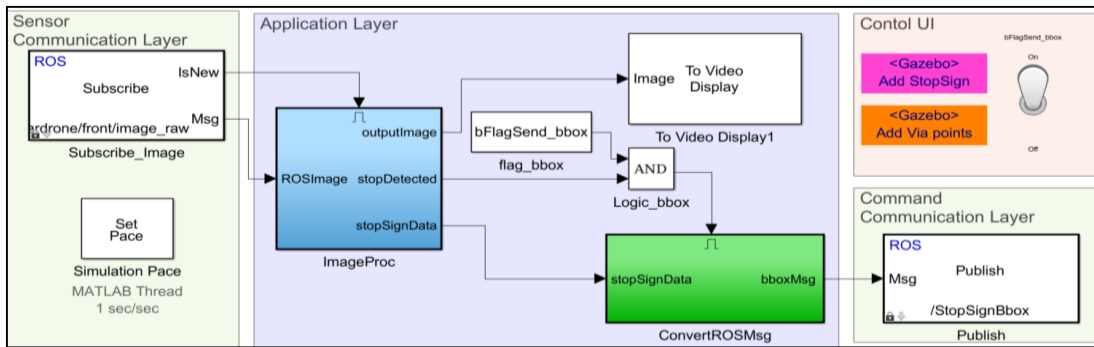 Sensor
Communication Layer
ROS
IsNew
Subscribe
Msg
erdrone/front/image_raw
Subscribe_Image
Set
Pace
Simulation Pace
MATLAB Thread
1 sec/sec
Application Layer
ROSImage
outputImage
stopDetected
stopSignData
ImageProc
Image
To Video
Display
To Video Display1
bFlagSend_bbox
flag_bbox
AND
Logic_bbox
stopSignData
bboxMsg
ConvertROSMsg
Contol UI
<Gazebo>
Add StopSign
<Gazebo>
Add Via points
bFlagSend_bbox
On
Off
Command
Communication Layer
ROS
Msg
Publish
/StopSignBbox
Publish